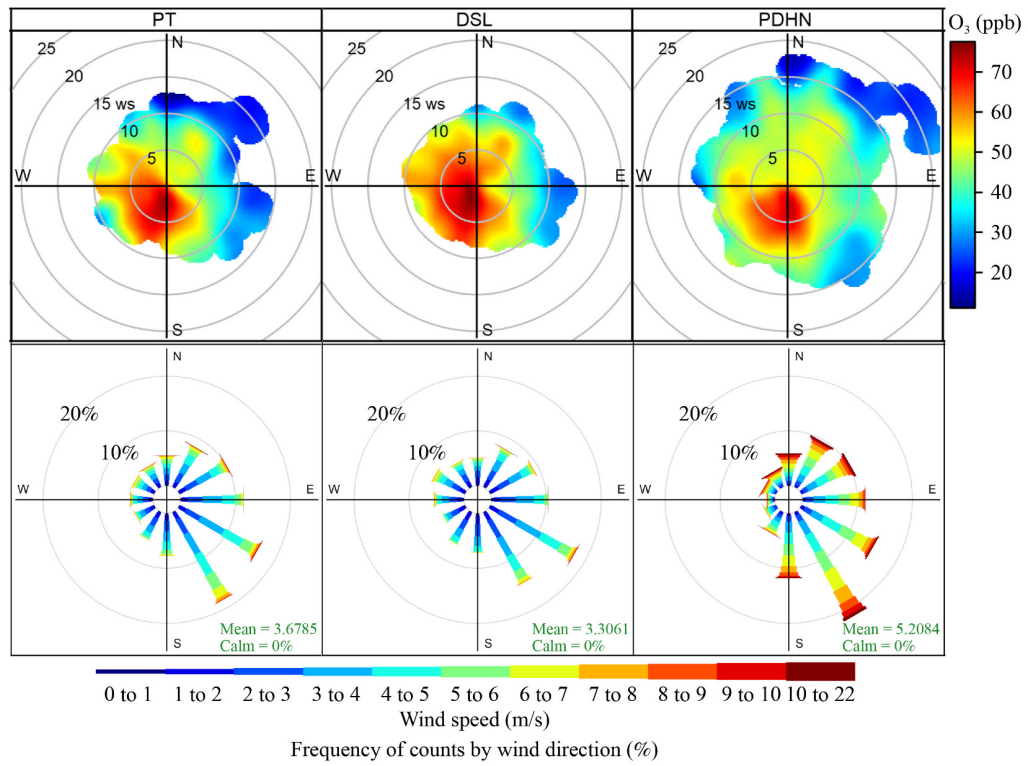 PT
DSL
PDHN
O₃ (ppb)
25
20
15 ws
10
5
N
W
E
S
25
20
15 ws
10
5
N
W
E
S
25
20
15 ws
10
5
N
W
E
S
70
60
50
40
30
20
N
20%
10%
W
E
S
Mean = 3.6785
Calm = 0%
N
20%
10%
W
E
S
Mean = 3.3061
Calm = 0%
N
20%
10%
W
E
S
Mean = 5.2084
Calm = 0%
0 to 1 1 to 2 2 to 3 3 to 4 4 to 5 5 to 6 6 to 7 7 to 8 8 to 9 9 to 10 10 to 22
Wind speed (m/s)
Frequency of counts by wind direction (%)